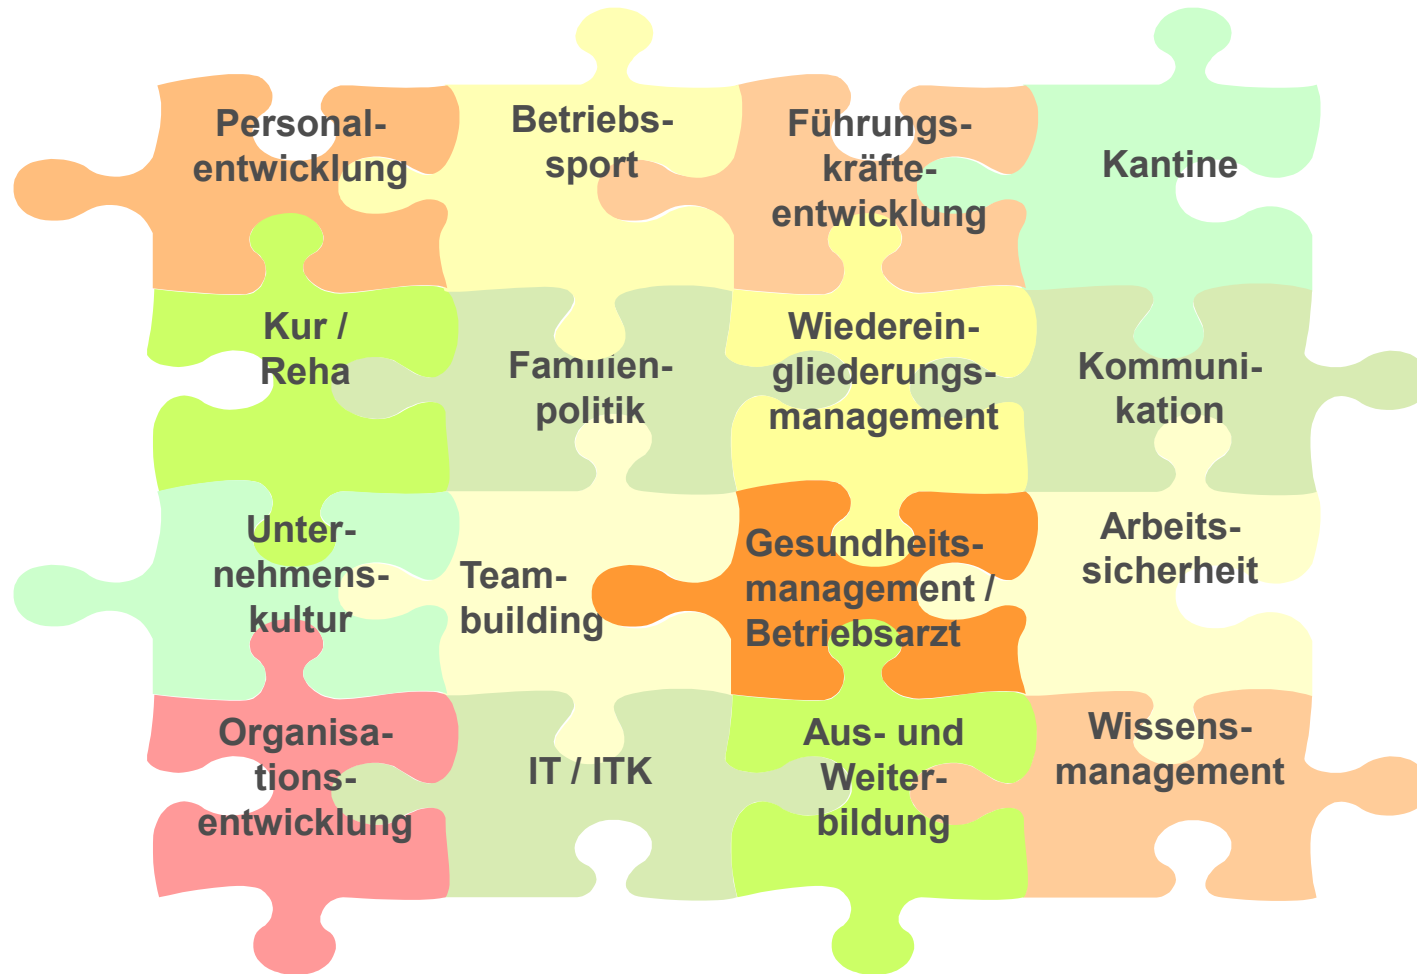 Personal-
entwicklung
Betriebs-
sport
Führungs-
kräfte-
entwicklung
Kantine
Kur /
Reha
Familien-
politik
Wiederein-
gliederungs-
management
Kommuni-
kation
Unter-
nehmens-
kultur
Team-
building
Gesundheits-
management /
Betriebsarzt
Arbeits-
sicherheit
Organisa-
tions-
entwicklung
IT / ITK
Aus- und
Weiter-
bildung
Wissens-
management